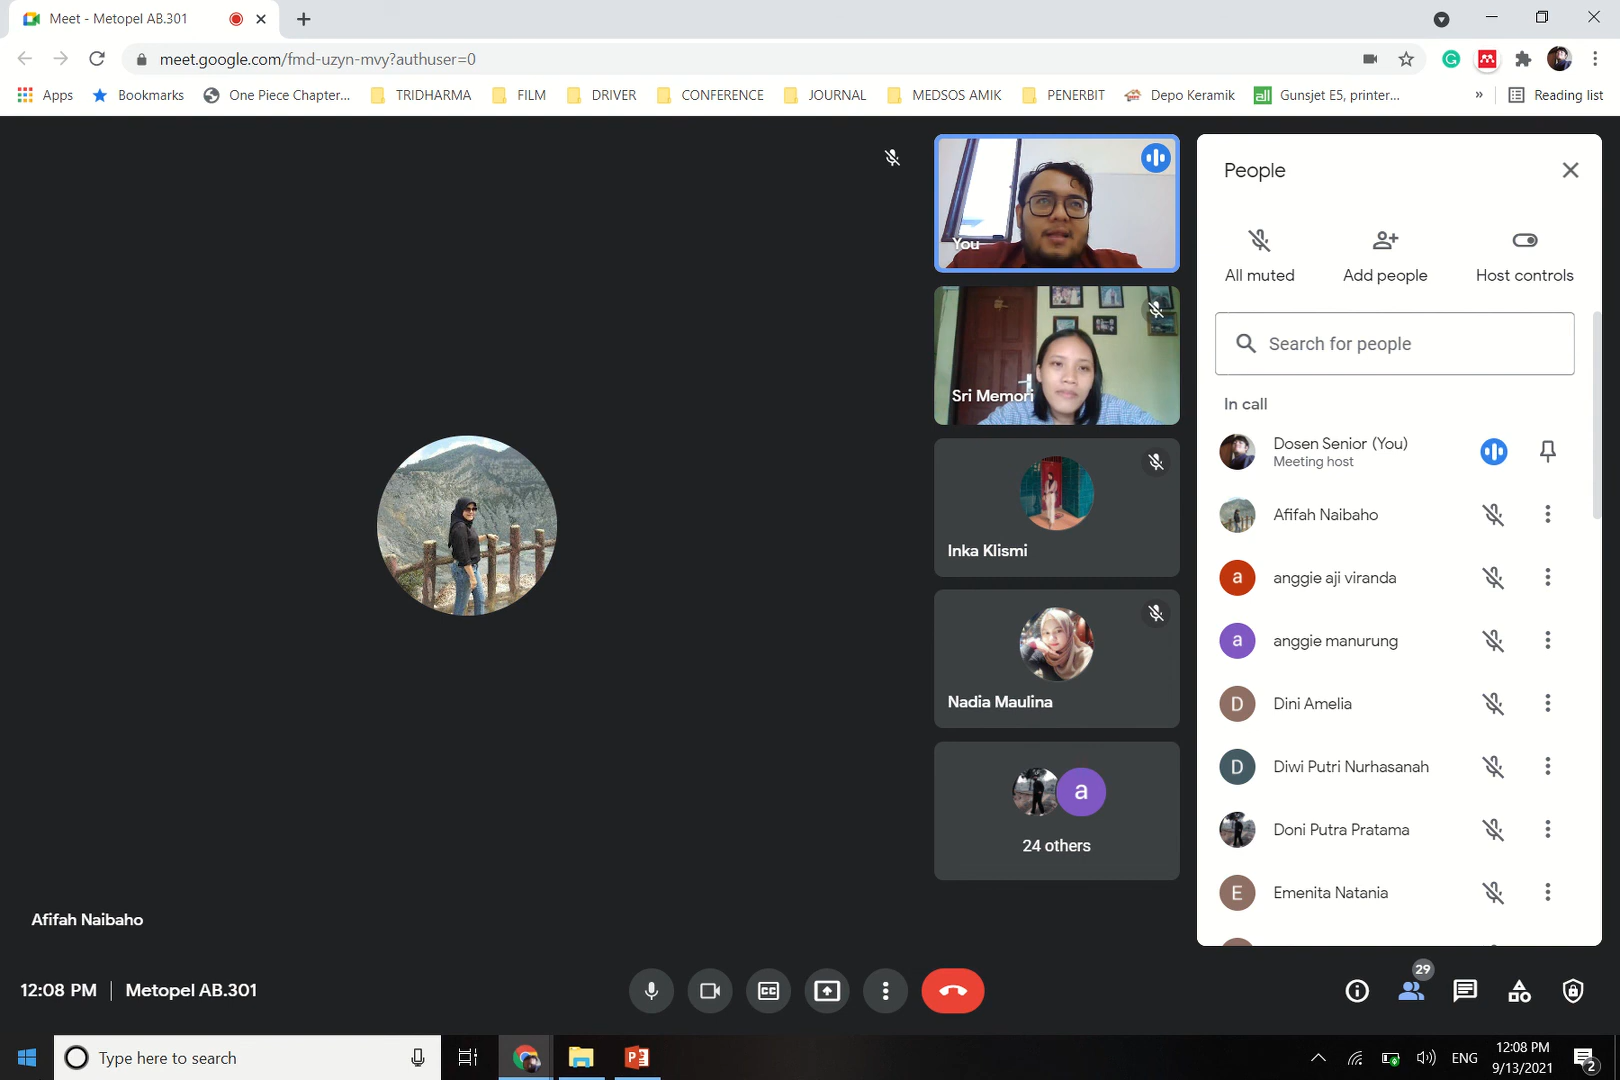 Meet - Metopel AB.301
meet.google.com/fmd-uzyn-mvy?authuser=0
Apps
Bookmarks
One Piece Chapter...
TRIDHARMA
FILM
DRIVER
CONFERENCE
JOURNAL
MEDSOS AMIK
PENERBIT
Depo Keramik
all
Gunsjet E5, printer...
»
Reading list
You
Sri Memori
Inka Klismi
Nadia Maulina
a
24 others
Afifah Naibaho
People
All muted
Add people
Host controls
Search for people
In call
Dosen Senior (You)
Meeting host
Afifah Naibaho
a
anggie aji viranda
a
anggie manurung
D
Dini Amelia
D
Diwi Putri Nurhasanah
Doni Putra Pratama
E
Emenita Natania
12:08 PM | Metopel AB.301
CC
29
Type here to search
ENG
12:08 PM
9/13/2021
2